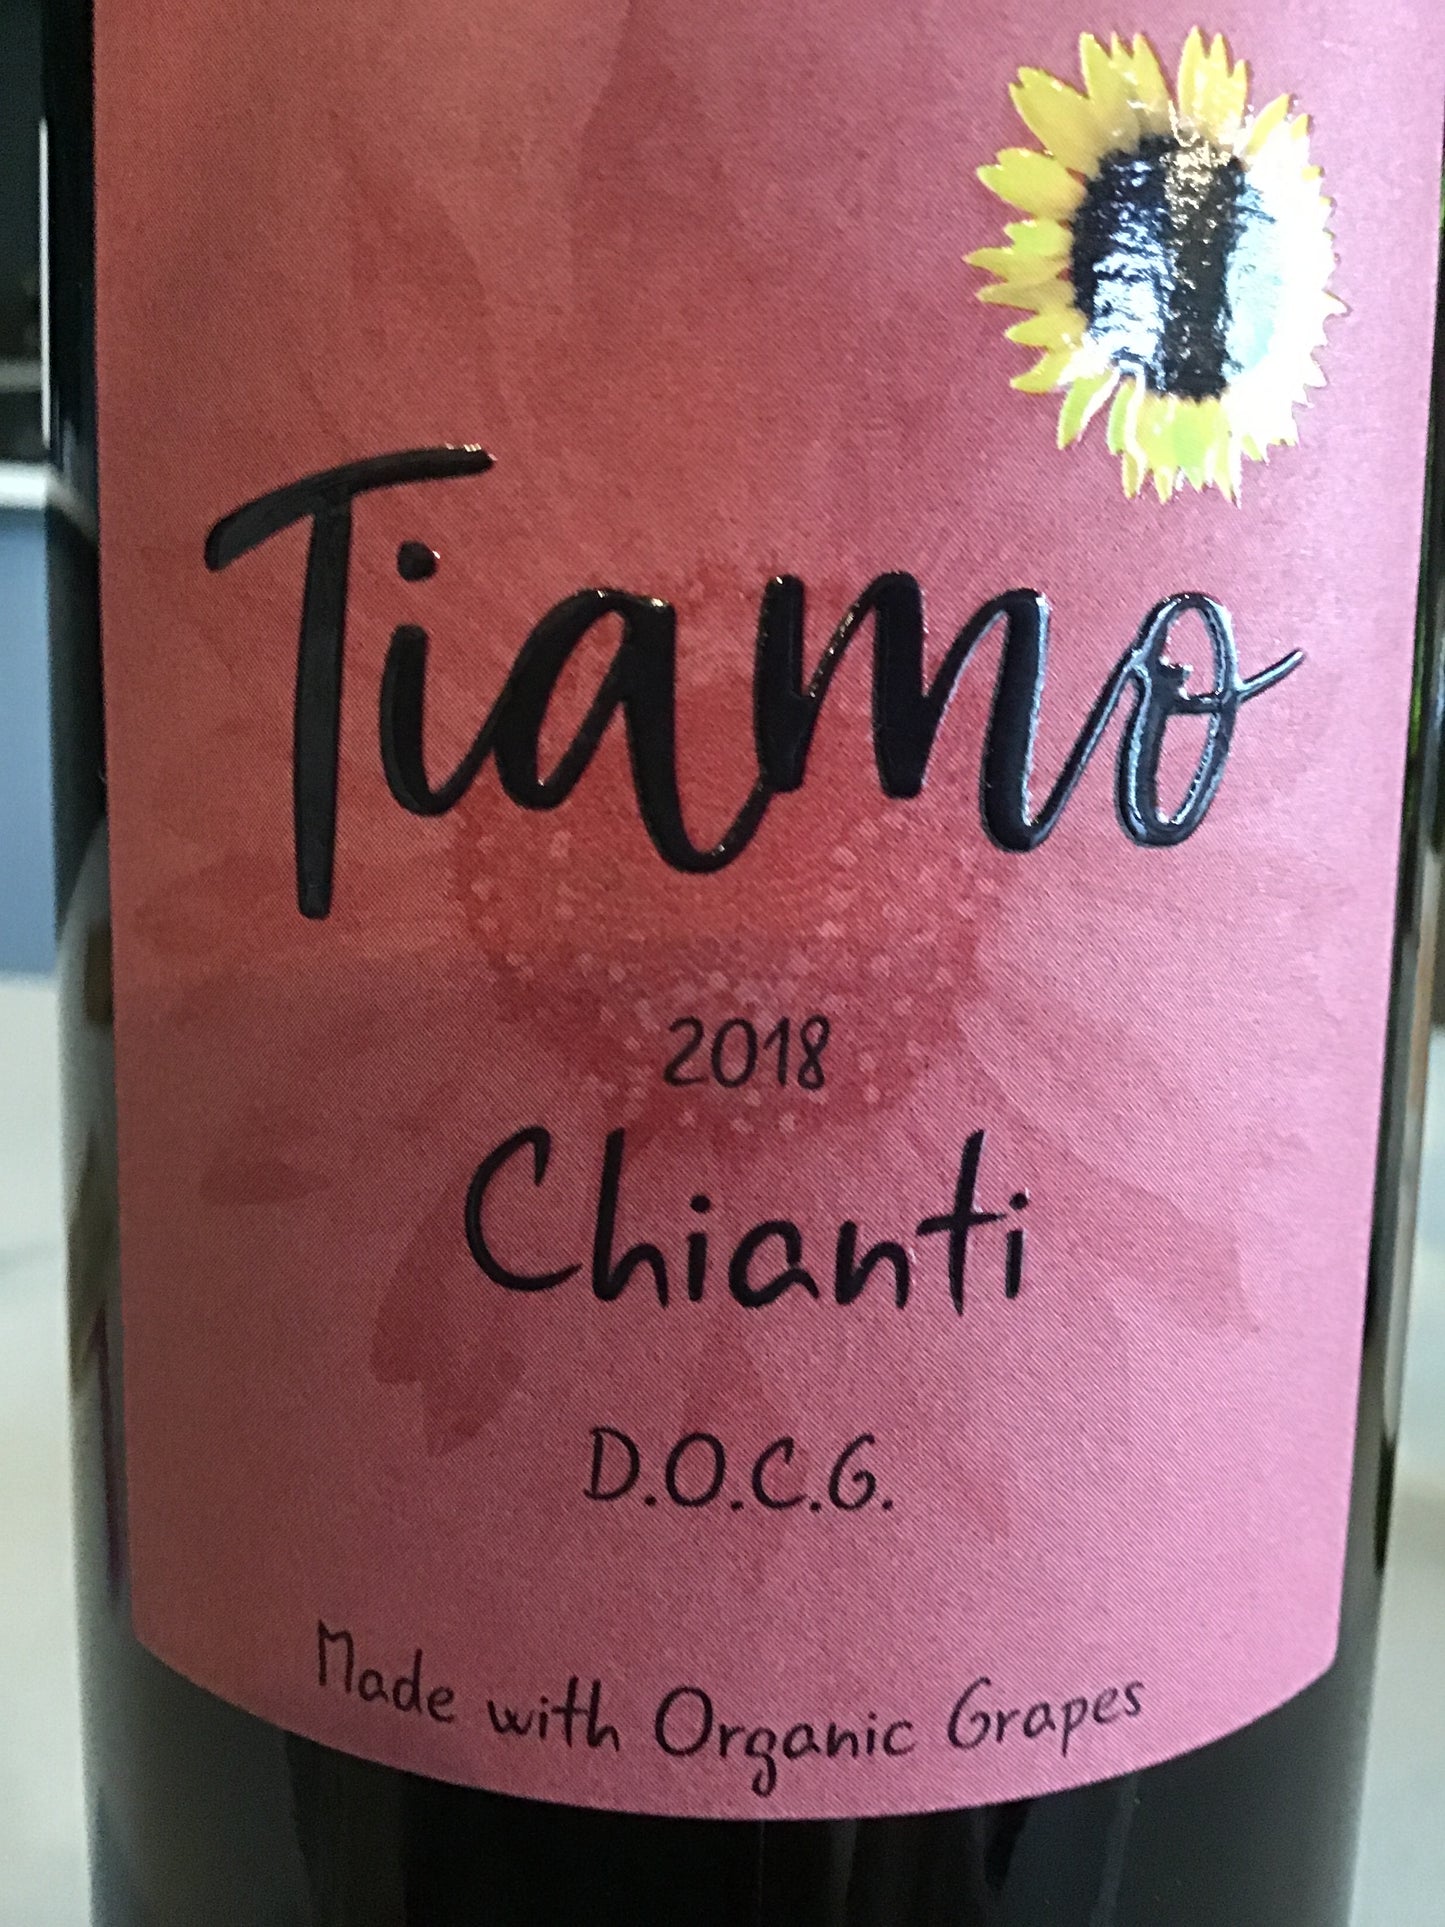 Tiamo
2018
Chianti
D.O.C.G.
Made with Organic Grapes